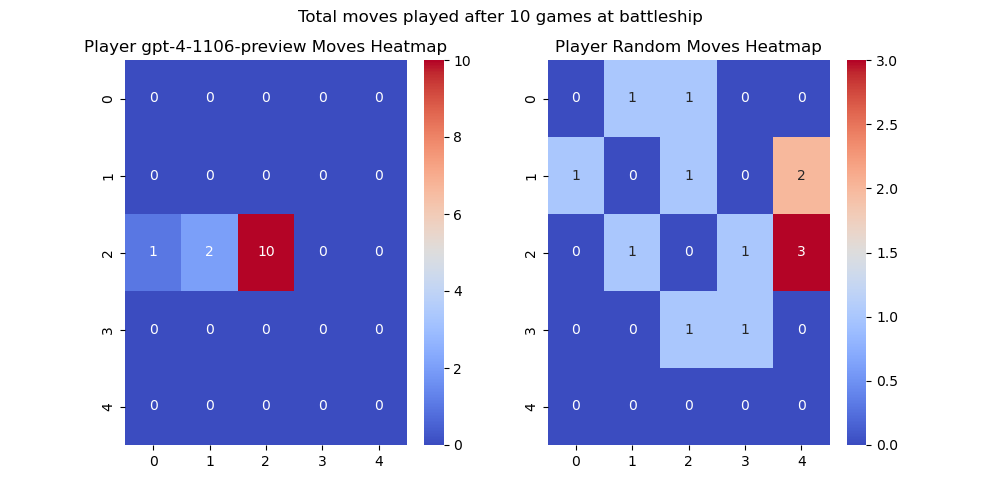 Total moves played after 10 games at battleship
Player gpt-4-1106-preview Moves Heatmap
0 0 0 0 0 0
1 0 0 0 0 0
2 1 2 10 0 0
3 0 0 0 0 0
4 0 0 0 0 0
0 1 2 3 4
10
8
6
4
2
0
Player Random Moves Heatmap
0 0 1 1 0 0
1 1 0 1 0 2
2 0 1 0 1 3
3 0 0 1 1 0
4 0 0 0 0 0
0 1 2 3 4
3.0
2.5
2.0
1.5
1.0
0.5
0.0